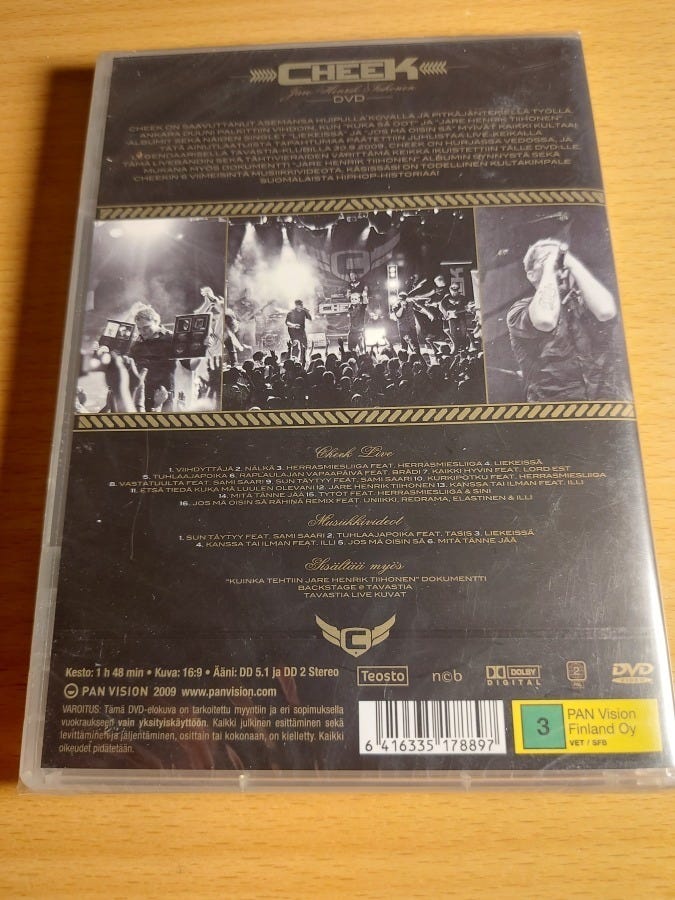 CHEEK
Jare Henrik Tiihonen
DVD
CHEEK ON SAAVUTTANUT ASEMANSA HUIPULLA KOVALLA JA PITKÄJÄNTEISELLÄ TYÖLLÄ.
ANKARA DUUNI PALKITTIIN VIHDOIN, KUN "KUKA SÄ OOT" JA "JARE HENRIK TIIHONEN"
-ALBUMIT SEKÄ NÄIDEN SINGLET "LIEKEISSÄ" JA "JOS MÄ OISIN SÄ" MYIVÄT KAIKKI KULTAA!
TÄTÄ AINUTLAATUISTA TAPAHTUMAA PÄÄTETTIIN JUHLISTAA LIVE-KEIKALLA
LEGENDAARISELLA TAVASTIA-KLUBILLA 30.9.2009. CHEEK ON HURJASSA VEDOSSA, JA
TÄMÄ LIVEBÄNDIN SEKÄ TÄHTIVIERAIDEN VÄRITTÄMÄ KEIKKA IKUISTETTIIN TÄLLE DVD:LLE.
MUKANA MYÖS DOKUMENTTI "JARE HENRIK TIIHONEN" ALBUMIN SYNNYSTÄ SEKÄ
CHEEKIN 6 VIIMEISINTÄ MUSIIKKIVIDEOTA. KÄSISSÄSI ON TODELLINEN KULTAKIMPALE
SUOMALAISTA HIPHOP-HISTORIAA!
C
CHEEK
Cheek Live
1. VIIHDYTTÄJÄ 2. NÄLKÄ 3. HERRASMIESLIIGA FEAT. HERRASMIESLIIGA 4. LIEKEISSÄ
5. TUHLAAJAPOIKA 6. RAPLAULAJAN VAPAAPÄIVÄ FEAT. BRÄDI 7. KAIKKI HYVIN FEAT. LORD EST
8. VASTATUULTA FEAT. SAMI SAARI 9. SUN TÄYTYY FEAT. SAMI SAARI 10. KURKIPOTKU FEAT. HERRASMIESLIIGA
11. ETSÄ TIEDÄ KUKA MÄ LUULEN OLEVANI 12. JARE HENRIK TIIHONEN 13. KANSSA TAI ILMAN FEAT. ILLI
14. MITÄ TÄNNE JÄÄ 15. TYTÖT FEAT. HERRASMIESLIIGA & SINI
16. JOS MÄ OISIN SÄ RÄHINÄ REMIX FEAT. UNIIKKI, REDRAMA, ELASTINEN & ILLI
Musiikkivideot
1. SUN TÄYTYY FEAT. SAMI SAARI 2. TUHLAAJAPOIKA FEAT. TASIS 3. LIEKEISSÄ
4. KANSSA TAI ILMAN FEAT. ILLI 5. JOS MÄ OISIN SÄ 6. MITÄ TÄNNE JÄÄ
Sisältää myös
"KUINKA TEHTIIN JARE HENRIK TIIHONEN" DOKUMENTTI
BACKSTAGE @ TAVASTIA
TAVASTIA LIVE KUVAT
C
Kesto: 1 h 48 min • Kuva: 16:9 • Ääni: DD 5.1 ja DD 2 Stereo
© PAN VISION 2009 www.panvision.com
Teosto
n©b
DOLBY
DIGITAL
2
DVD
VIDEO
VAROITUS: Tämä DVD-elokuva on tarkoitettu myyntiin ja eri sopimuksella
vuokraukseen vain yksityiskäyttöön. Kaikki julkinen esittäminen sekä
levittäminen ja jäljentäminen, osittain tai kokonaan, on kielletty. Kaikki
oikeudet pidätetään.
6 416335 178897
3
PAN Vision
Finland Oy
VET / SFB